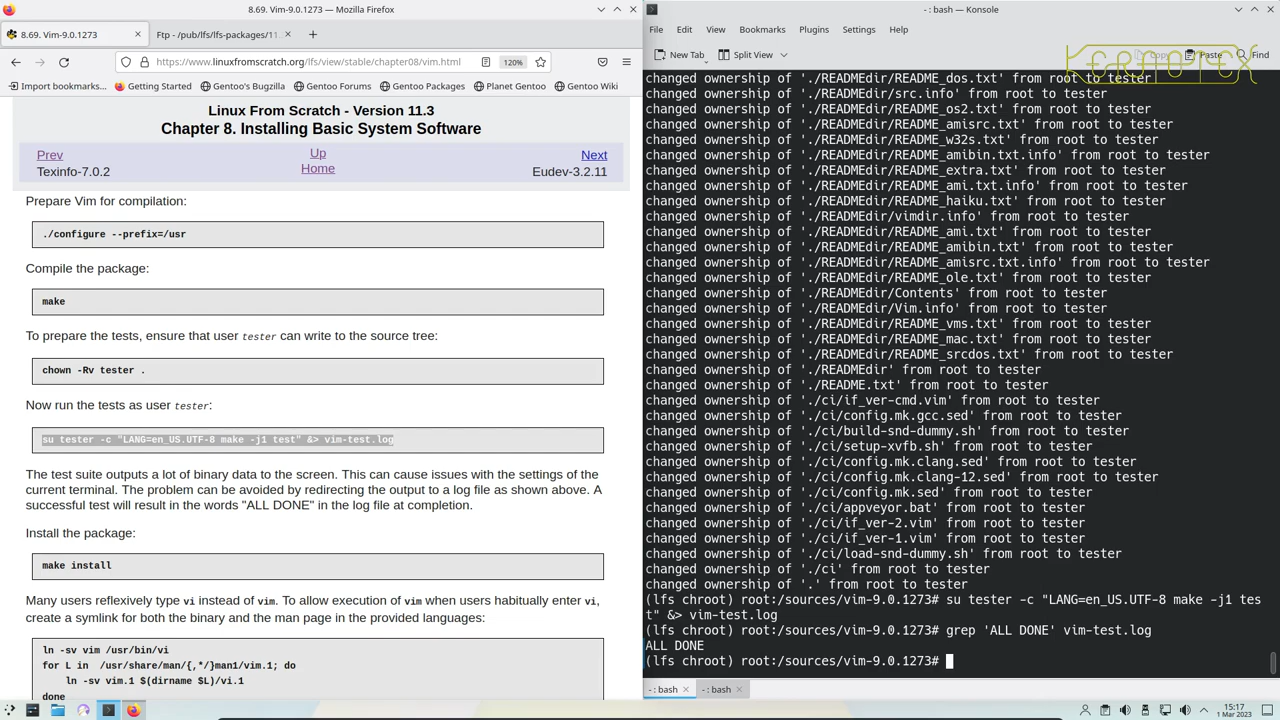 8.69. Vim-9.0.1273 — Mozilla Firefox
8.69. Vim-9.0.1273
Ftp - /pub/lfs/lfs-packages/11.
https://www.linuxfromscratch.org/lfs/view/stable/chapter08/vim.html
120%
Import bookmarks...
Getting Started
Gentoo's Bugzilla
Gentoo Forums
Gentoo Packages
Planet Gentoo
Gentoo Wiki
Linux From Scratch - Version 11.3
Chapter 8. Installing Basic System Software
Prev
Up
Next
Texinfo-7.0.2
Home
Eudev-3.2.11
Prepare Vim for compilation:
./configure --prefix=/usr
Compile the package:
make
To prepare the tests, ensure that user tester can write to the source tree:
chown -Rv tester .
Now run the tests as user tester:
su tester -c "LANG=en_US.UTF-8 make -j1 test" &> vim-test.log
The test suite outputs a lot of binary data to the screen. This can cause issues with the settings of the
current terminal. The problem can be avoided by redirecting the output to a log file as shown above. A
successful test will result in the words "ALL DONE" in the log file at completion.
Install the package:
make install
Many users reflexively type vi instead of vim. To allow execution of vim when users habitually enter vi,
create a symlink for both the binary and the man page in the provided languages:
ln -sv vim /usr/bin/vi
for L in  /usr/share/man/{,*/}man1/vim.1; do
    ln -sv vim.1 $(dirname $L)/vi.1
done
- : bash — Konsole
File Edit View Bookmarks Plugins Settings Help
New Tab
Split View
Copy
Paste
Find
KERNOTEX
changed ownership of './READMEdir/README_dos.txt' from root to tester
changed ownership of './READMEdir/src.info' from root to tester
changed ownership of './READMEdir/README_os2.txt' from root to tester
changed ownership of './READMEdir/README_amisrc.txt' from root to tester
changed ownership of './READMEdir/README_w32s.txt' from root to tester
changed ownership of './READMEdir/README_amibin.txt.info' from root to tester
changed ownership of './READMEdir/README_extra.txt' from root to tester
changed ownership of './READMEdir/README_ami.txt.info' from root to tester
changed ownership of './READMEdir/README_haiku.txt' from root to tester
changed ownership of './READMEdir/vimdir.info' from root to tester
changed ownership of './READMEdir/README_ami.txt' from root to tester
changed ownership of './READMEdir/README_amibin.txt' from root to tester
changed ownership of './READMEdir/README_amisrc.txt.info' from root to tester
changed ownership of './READMEdir/README_ole.txt' from root to tester
changed ownership of './READMEdir/Contents' from root to tester
changed ownership of './READMEdir/Vim.info' from root to tester
changed ownership of './READMEdir/README_vms.txt' from root to tester
changed ownership of './READMEdir/README_mac.txt' from root to tester
changed ownership of './READMEdir/README_srcdos.txt' from root to tester
changed ownership of './READMEdir' from root to tester
changed ownership of './README.txt' from root to tester
changed ownership of './ci/if_ver-cmd.vim' from root to tester
changed ownership of './ci/config.mk.gcc.sed' from root to tester
changed ownership of './ci/build-snd-dummy.sh' from root to tester
changed ownership of './ci/setup-xvfb.sh' from root to tester
changed ownership of './ci/config.mk.clang.sed' from root to tester
changed ownership of './ci/config.mk.clang-12.sed' from root to tester
changed ownership of './ci/config.mk.sed' from root to tester
changed ownership of './ci/appveyor.bat' from root to tester
changed ownership of './ci/if_ver-2.vim' from root to tester
changed ownership of './ci/if_ver-1.vim' from root to tester
changed ownership of './ci/load-snd-dummy.sh' from root to tester
changed ownership of './ci' from root to tester
changed ownership of '.' from root to tester
(lfs chroot) root:/sources/vim-9.0.1273# su tester -c "LANG=en_US.UTF-8 make -j1 tes
t" &> vim-test.log
(lfs chroot) root:/sources/vim-9.0.1273# grep 'ALL DONE' vim-test.log
ALL DONE
(lfs chroot) root:/sources/vim-9.0.1273#
- : bash
- : bash
15:17
1 Mar 2023